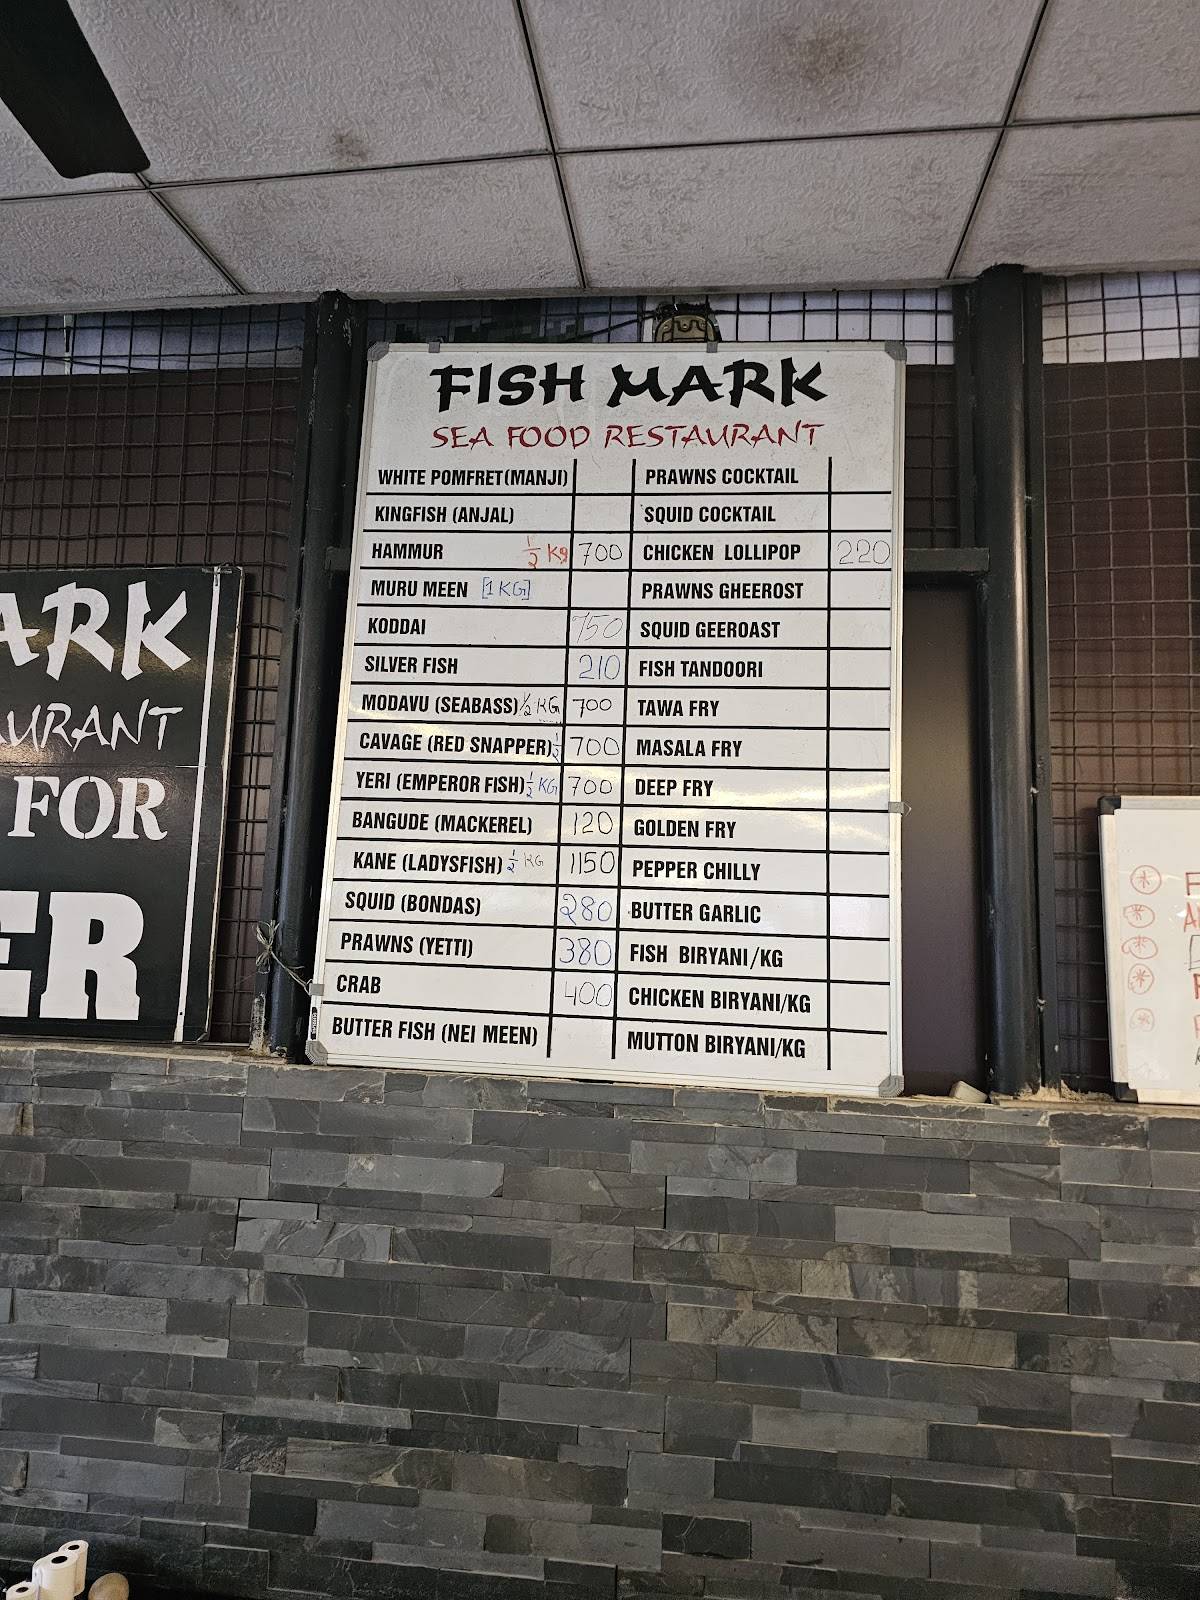 FISH MARK
SEA FOOD RESTAURANT
WHITE POMFRET(MANJI)
KINGFISH (ANJAL)
HAMMUR 1/2 Kg 700
MURU MEEN [1 KG]
KODDAI 750
SILVER FISH 210
MODAVU (SEABASS) 1/2 KG 700
CAVAGE (RED SNAPPER) 1/2 700
YERI (EMPEROR FISH) 1/2 KG 700
BANGUDE (MACKEREL) 120
KANE (LADYSFISH) 1/2 KG 1150
SQUID (BONDAS) 280
PRAWNS (YETTI) 380
CRAB 400
BUTTER FISH (NEI MEEN)
PRAWNS COCKTAIL
SQUID COCKTAIL
CHICKEN LOLLIPOP 220
PRAWNS GHEEROST
SQUID GEEROAST
FISH TANDOORI
TAWA FRY
MASALA FRY
DEEP FRY
GOLDEN FRY
PEPPER CHILLY
BUTTER GARLIC
FISH BIRYANI/KG
CHICKEN BIRYANI/KG
MUTTON BIRYANI/KG
ARK
AURANT
FOR
ER